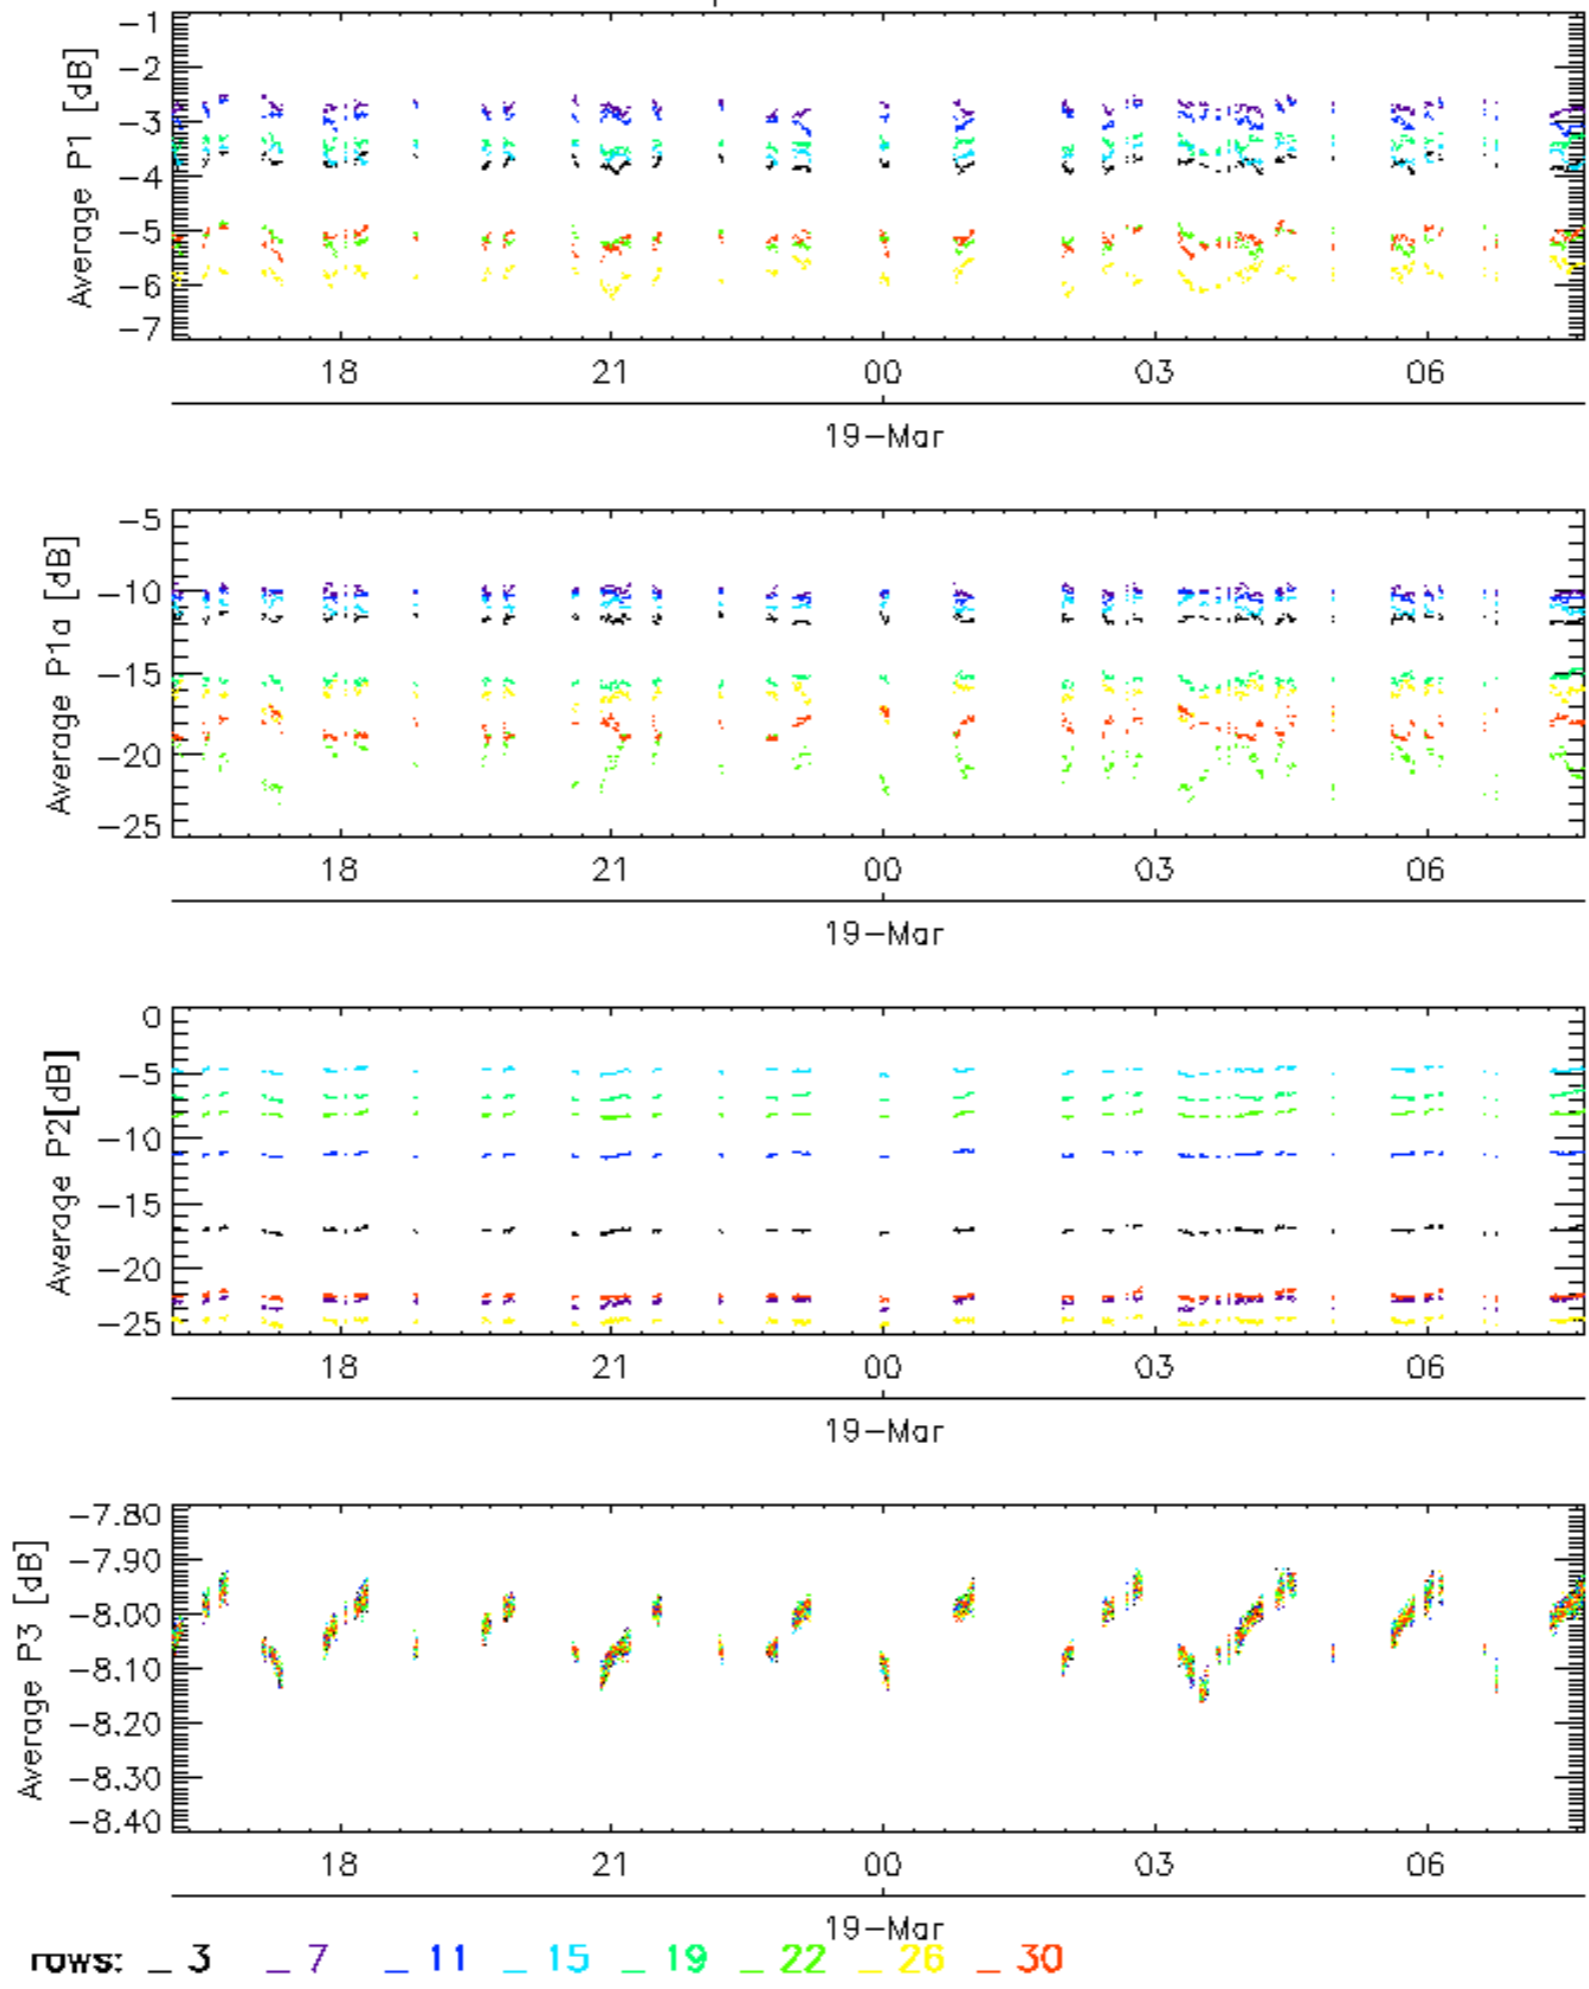 -1
-2
-3
-4
-5
-6
-7
Average P1 [dB]
18 21 00 03 06
19-Mar
-5
-10
-15
-20
-25
Average P1a [dB]
18 21 00 03 06
19-Mar
0
-5
-10
-15
-20
-25
Average P2[dB]
18 21 00 03 06
19-Mar
-7.80
-7.90
-8.00
-8.10
-8.20
-8.30
-8.40
Average P3 [dB]
18 21 00 03 06
19-Mar
rows: _ 3 _ 7 _ 11 _ 15 _ 19 _ 22 _ 26 _ 30